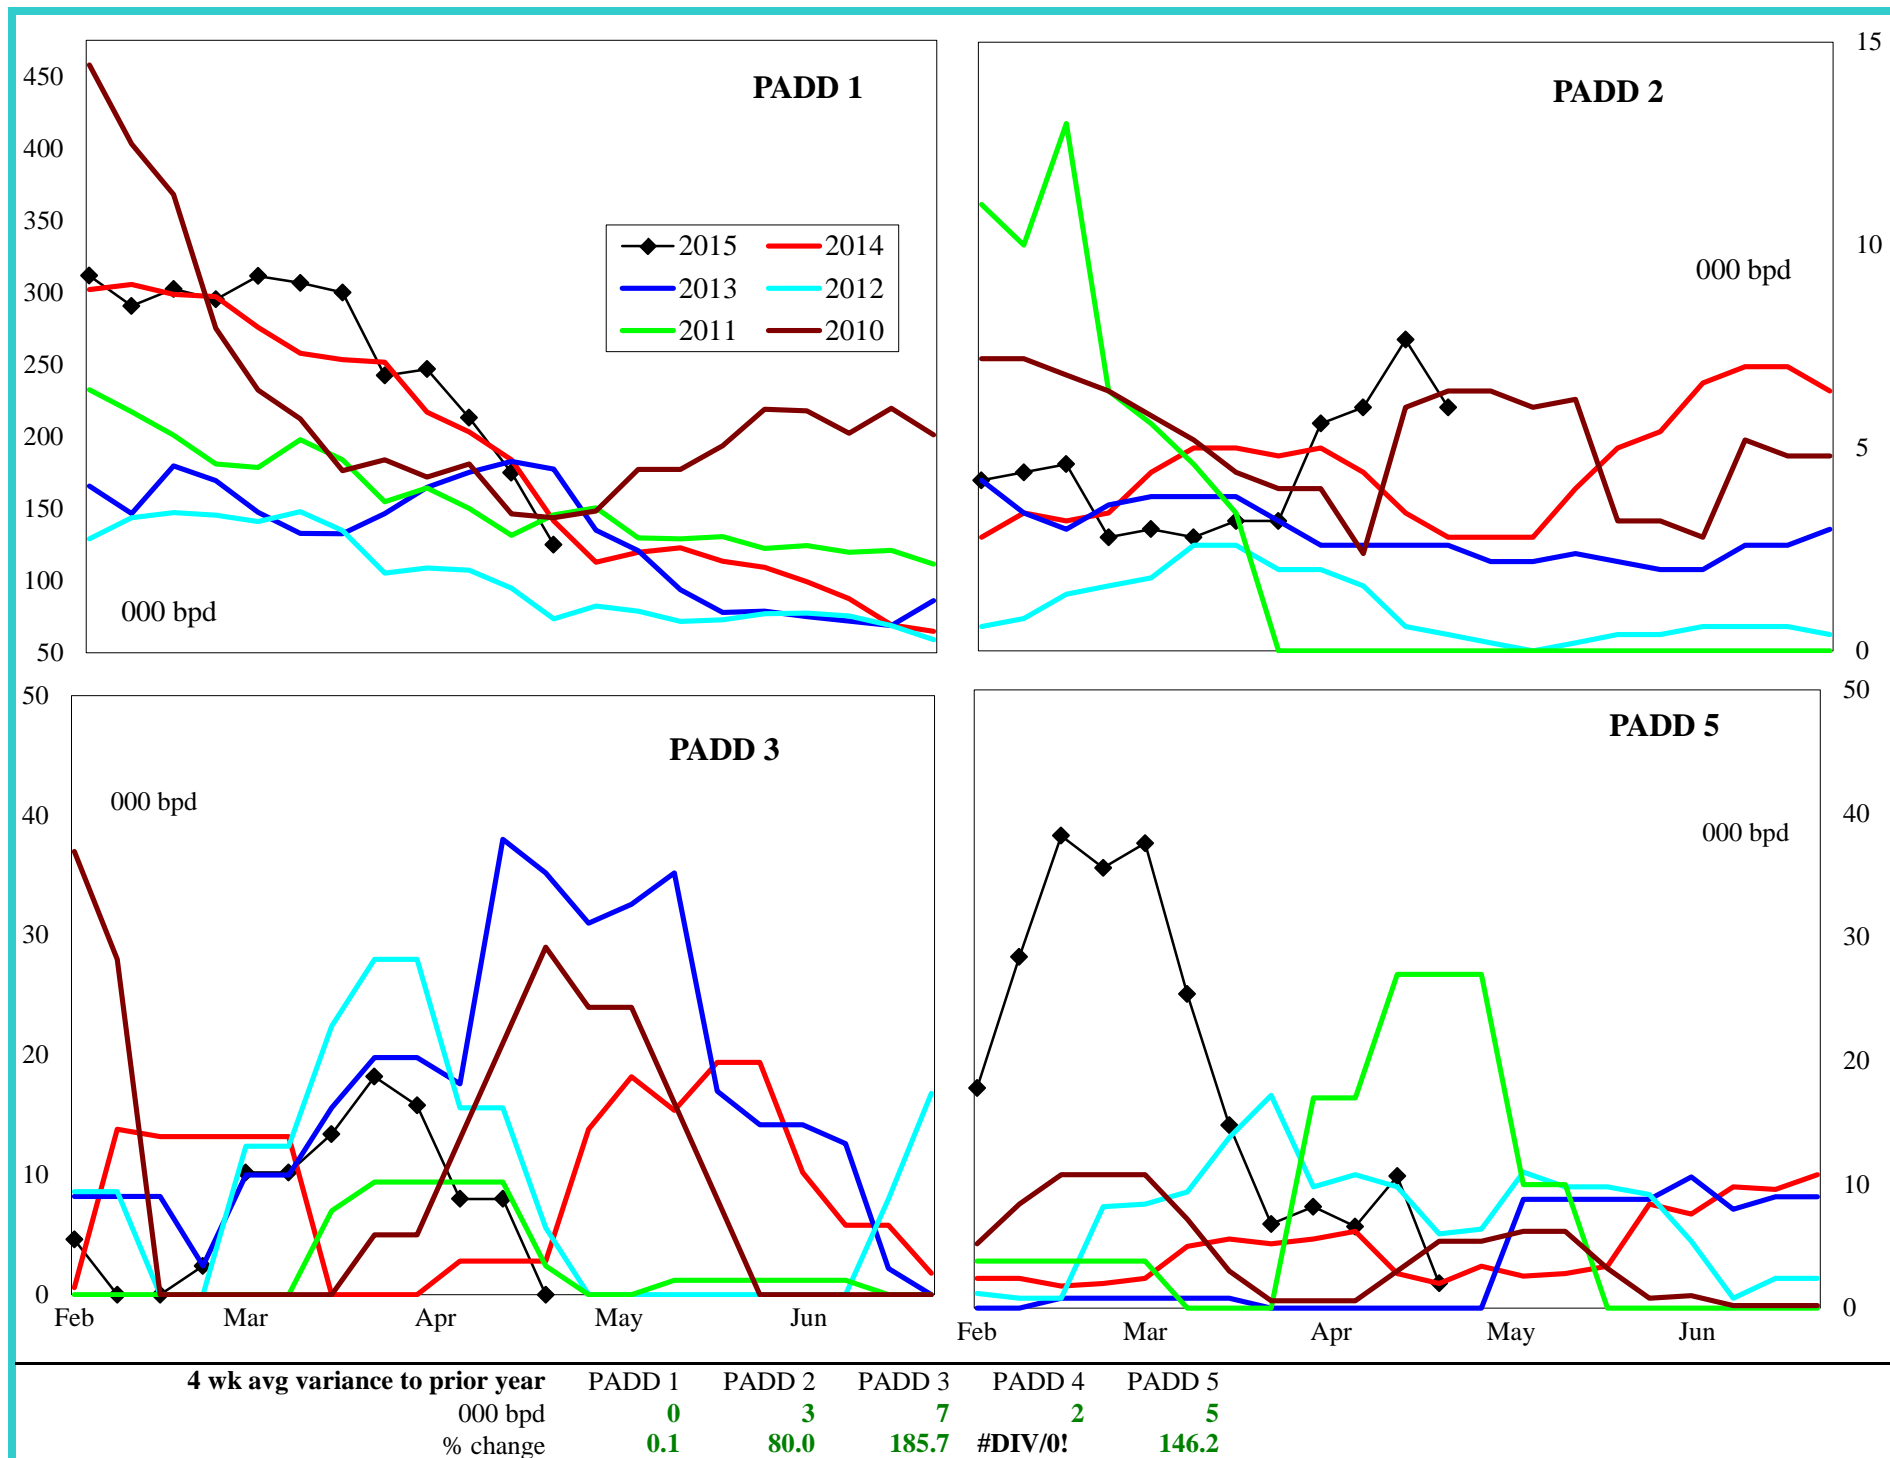 PADD 1
450
400
350
300
250
200
150
100
50
2015 2014
2013 2012
2011 2010
000 bpd
PADD 2
15
10
5
0
000 bpd
PADD 3
50
40
30
20
10
0
000 bpd
Feb Mar Apr May Jun
PADD 5
50
40
30
20
10
0
000 bpd
Feb Mar Apr May Jun
4 wk avg variance to prior year PADD 1 PADD 2 PADD 3 PADD 4 PADD 5
000 bpd 0 3 7 2 5
% change 0.1 80.0 185.7 #DIV/0! 146.2